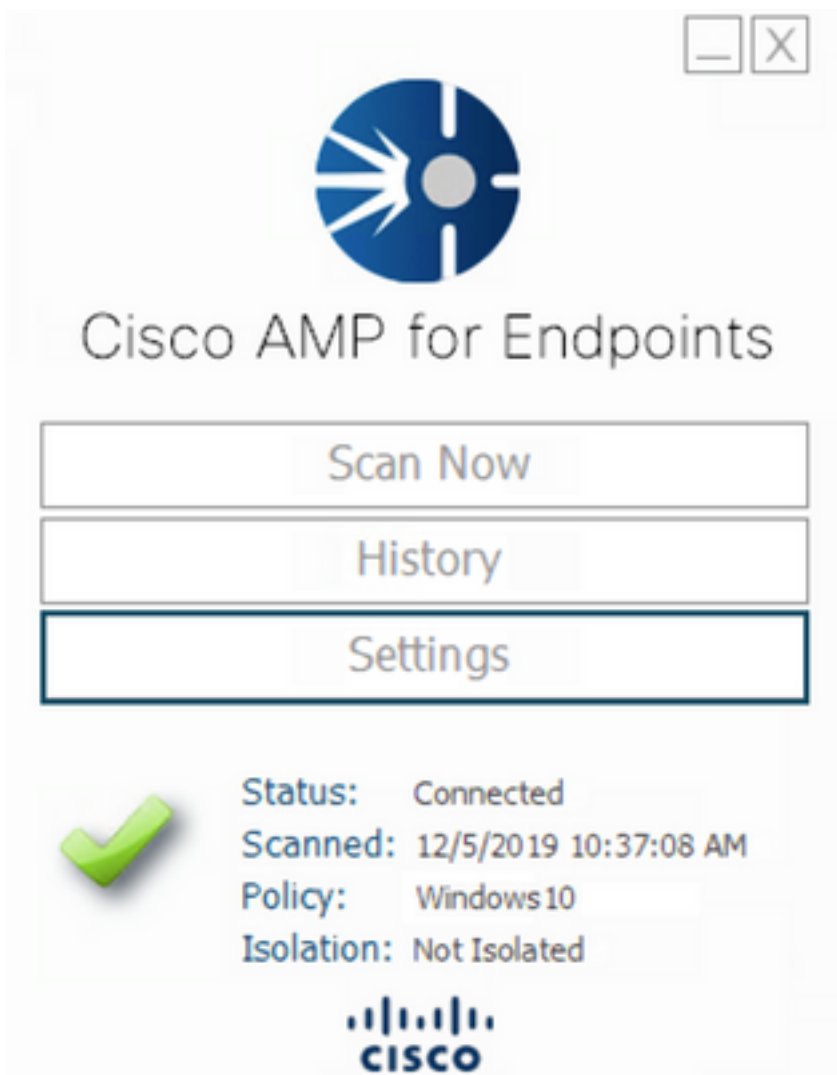 Cisco AMP for Endpoints
Scan Now
History
Settings
Status: Connected
Scanned: 12/5/2019 10:37:08 AM
Policy: Windows10
Isolation: Not Isolated
CISCO